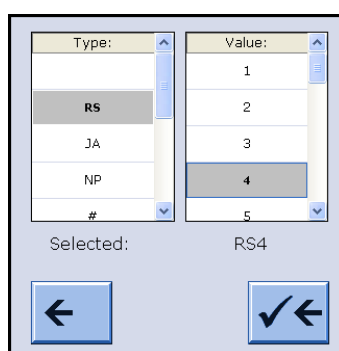 Type: Value:
1
RS 2
JA 3
NP 4
# 5
Selected: RS4